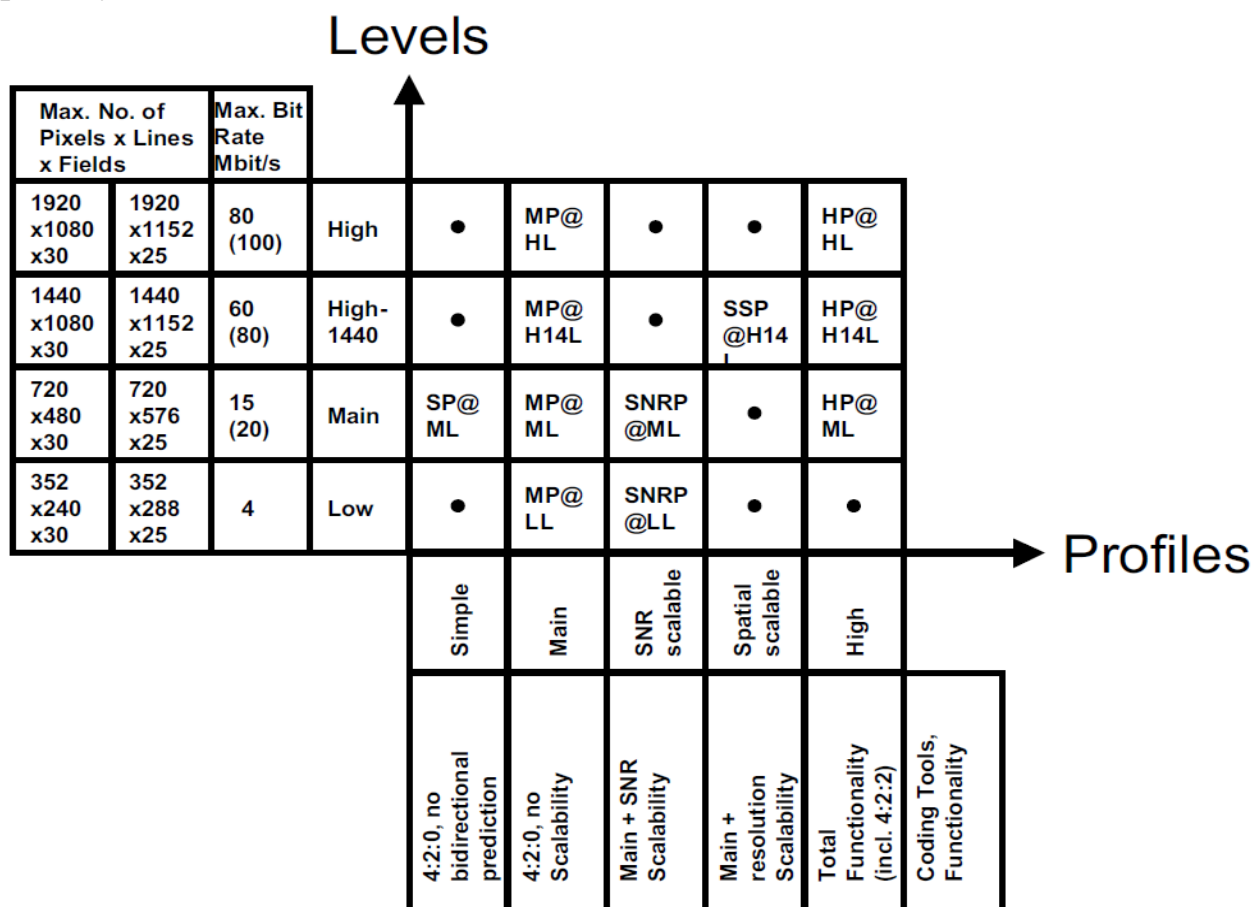 Levels
Max. No. of
Pixels x Lines
x Fields
Max. Bit
Rate
Mbit/s
1920
x1080
x30
1920
x1152
x25
80
(100)
High
•
MP@
HL
•
•
HP@
HL
1440
x1080
x30
1440
x1152
x25
60
(80)
High-
1440
•
MP@
H14L
•
SSP
@H14
L
HP@
H14L
720
x480
x30
720
x576
x25
15
(20)
Main
SP@
ML
MP@
ML
SNRP
@ML
•
HP@
ML
352
x240
x30
352
x288
x25
4
Low
•
MP@
LL
SNRP
@LL
•
•
Profiles
Simple
Main
SNR
scalable
Spatial
scalable
High
4:2:0, no
bidirectional
prediction
4:2:0, no
Scalability
Main + SNR
Scalability
Main +
resolution
Scalability
Total
Functionality
(incl. 4:2:2)
Coding Tools,
Functionality